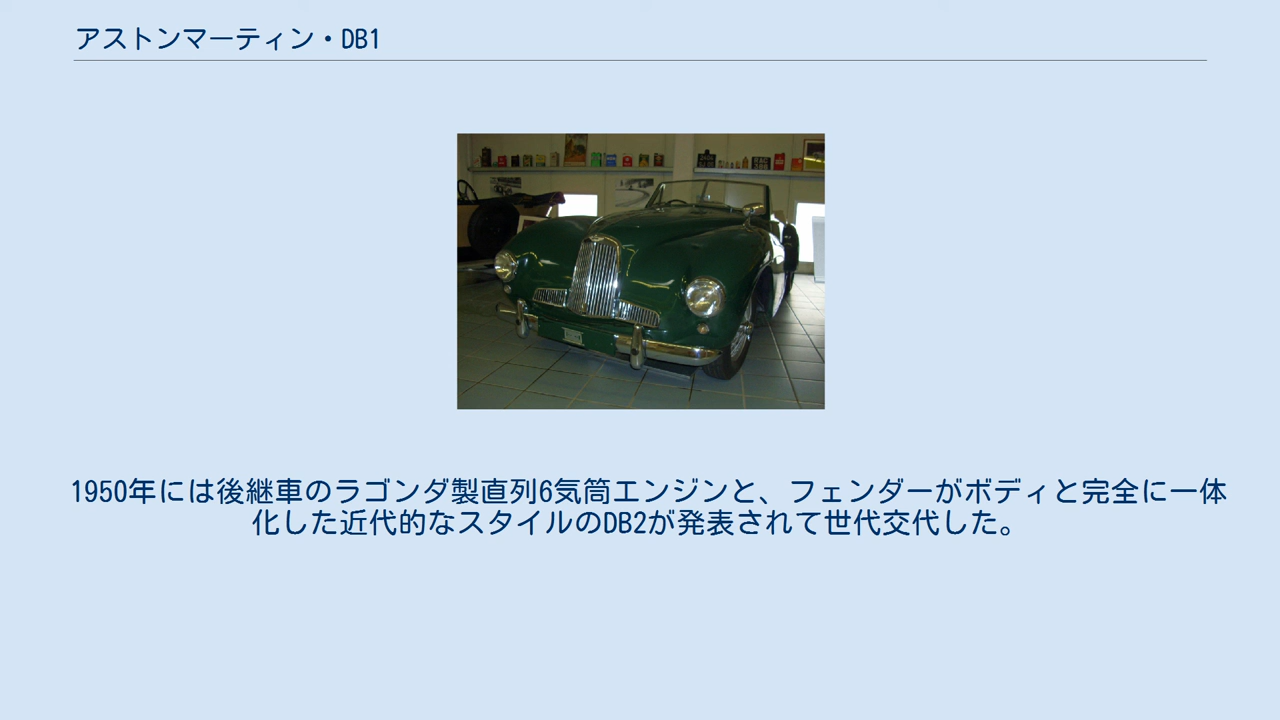 アストンマーティン・DB1
1950年には後継車のラゴンダ製直列6気筒エンジンと、フェンダーがボディと完全に一体
化した近代的なスタイルのDB2が発表されて世代交代した。